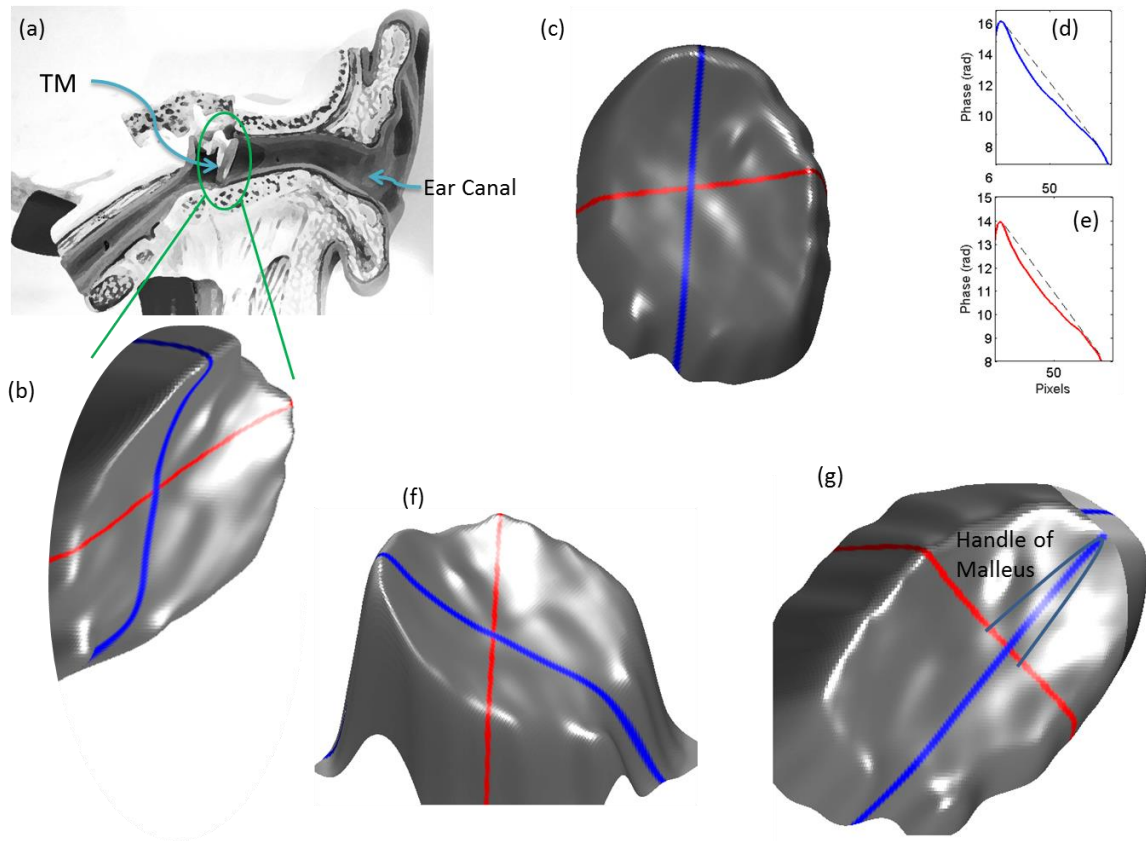 (a)
TM
Ear Canal
(b)
(c)
(d)
Phase (rad)
16
14
12
10
8
6
50
(e)
Phase (rad)
14
13
12
11
10
9
8
50
Pixels
(f)
(g)
Handle of
Malleus